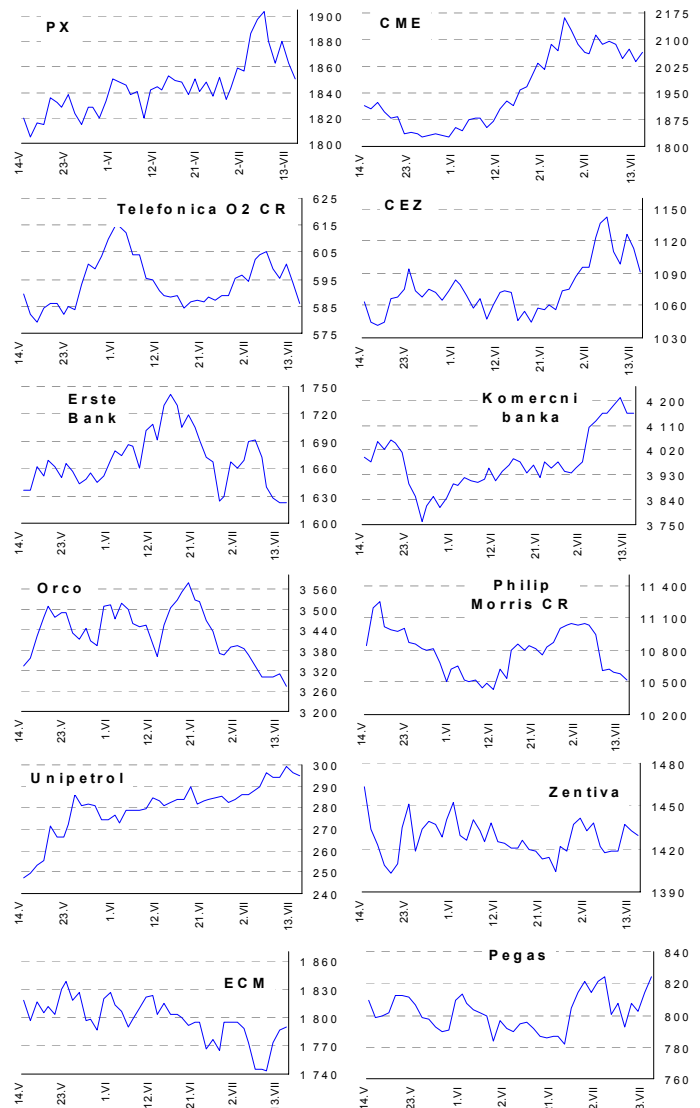 PX
1900
1880
1860
1840
1820
1800
14-V
23-V
1-VI
12-VI
21-VI
2-VII
13-VII
CME
2175
2100
2025
1950
1875
1800
14.V
23.V
1.VI
12.VI
21.VI
2.VII
13.VII
Telefonica O2 CR
625
615
605
595
585
575
14.V
23.V
1.VI
12.VI
21.VI
2.VII
13.VII
CEZ
1150
1120
1090
1060
1030
14.V
23.V
1.VI
12.VI
21.VI
2.VII
13.VII
Erste
Bank
1 750
1 720
1 690
1 660
1 630
1 600
14.V
23.V
1.VI
12.VI
21.VI
2.VII
13.VII
Komercni
banka
4 200
4 110
4 020
3 930
3 840
3 750
14.V
23.V
1.VI
12.VI
21.VI
2.VII
13.VII
Orco
3 560
3 500
3 440
3 380
3 320
3 260
3 200
14.V
23.V
1.VI
12.VI
21.VI
2.VII
13.VII
Philip
Morris CR
11 400
11 100
10 800
10 500
10 200
14.V
23.V
1.VI
12.VI
21.VI
2.VII
13.VII
Unipetrol
300
290
280
270
260
250
240
14.V
23.V
1.VI
12.VI
21.VI
2.VII
13.VII
Zentiva
1480
1450
1420
1390
14.V
23.V
1.VI
12.VI
21.VI
2.VII
13.VII
ECM
1 860
1 830
1 800
1 770
1 740
14.V
23.V
1.VI
12.VI
21.VI
2.VII
13.VII
Pegas
840
820
800
780
760
14.V
23.V
1.VI
12.VI
21.VI
2.VII
13.VII